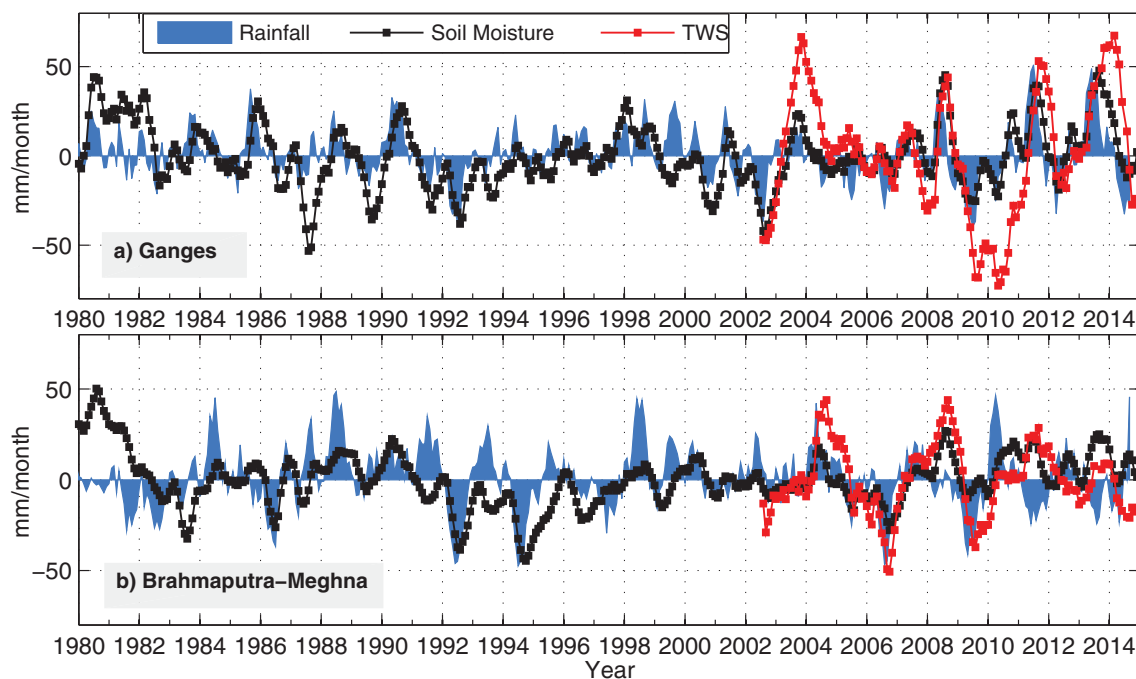 Rainfall Soil Moisture TWS
50
0
−50
mm/month
a) Ganges
1980 1982 1984 1986 1988 1990 1992 1994 1996 1998 2000 2002 2004 2006 2008 2010 2012 2014
50
0
−50
mm/month
b) Brahmaputra−Meghna
1980 1982 1984 1986 1988 1990 1992 1994 1996 1998 2000 2002 2004 2006 2008 2010 2012 2014
Year